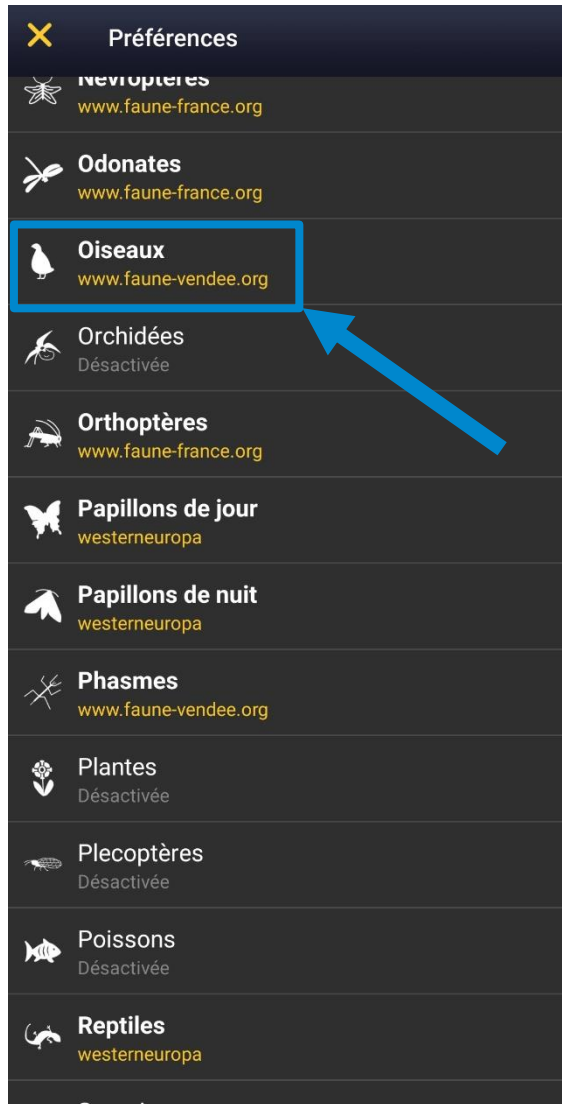 Préférences
Névroptères
www.faune-france.org
Odonates
www.faune-france.org
Oiseaux
www.faune-vendee.org
Orchidées
Désactivée
Orthoptères
www.faune-france.org
Papillons de jour
westerneuropa
Papillons de nuit
westerneuropa
Phasmes
www.faune-vendee.org
Plantes
Désactivée
Plecoptères
Désactivée
Poissons
Désactivée
Reptiles
westerneuropa